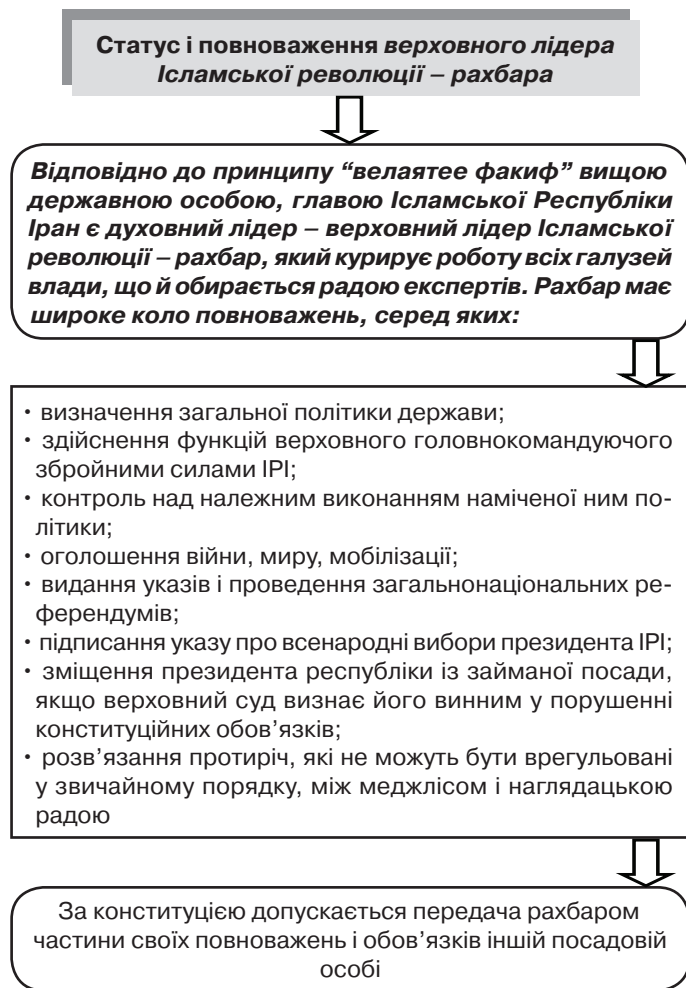 Статус і повноваження верховного лідера
Ісламської революції – рахбара
Відповідно до принципу “велаятее факиф” вищою
державною особою, главою Ісламської Республіки
Іран є духовний лідер – верховний лідер Ісламської
революції – рахбар, який курирує роботу всіх галузей
влади, що й обирається радою експертів. Рахбар має
широке коло повноважень, серед яких:
· визначення загальної політики держави;
· здійснення функцій верховного головнокомандуючого
збройними силами ІРІ;
· контроль над належним виконанням наміченої ним по-
літики;
· оголошення війни, миру, мобілізації;
· видання указів і проведення загальнонаціональних ре-
ферендумів;
· підписання указу про всенародні вибори президента ІРІ;
· зміщення президента республіки із займаної посади,
якщо верховний суд визнає його винним у порушенні
конституційних обов’язків;
· розв’язання протиріч, які не можуть бути врегульовані
у звичайному порядку, між меджлісом і наглядацькою
радою
За конституцією допускається передача рахбаром
частини своїх повноважень і обов’язків іншій посадовій
особі